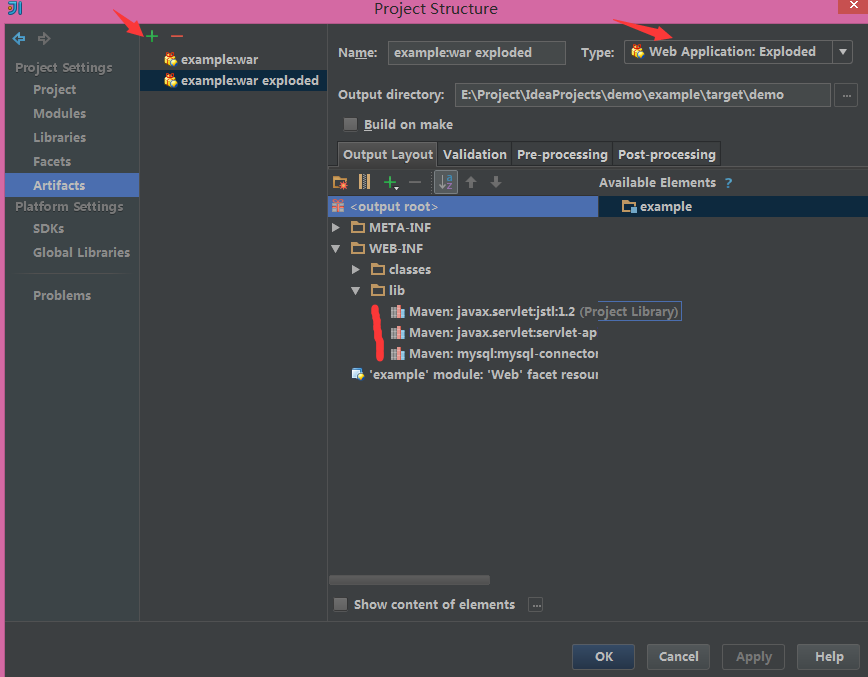 Project Structure
Project Settings
Project
Modules
Libraries
Facets
Artifacts
Platform Settings
SDKs
Global Libraries
Problems
example:war
example:war exploded
Name: example:war exploded Type: Web Application: Exploded
Output directory: E:\Project\IdeaProjects\demo\example\target\demo ...
Build on make
Output Layout Validation Pre-processing Post-processing
Available Elements ?
<output root> example
META-INF
WEB-INF
classes
lib
Maven: javax.servlet:jstl:1.2 (Project Library)
Maven: javax.servlet:servlet-ap
Maven: mysql:mysql-connector
'example' module: 'Web' facet resour
Show content of elements ...
OK Cancel Apply Help